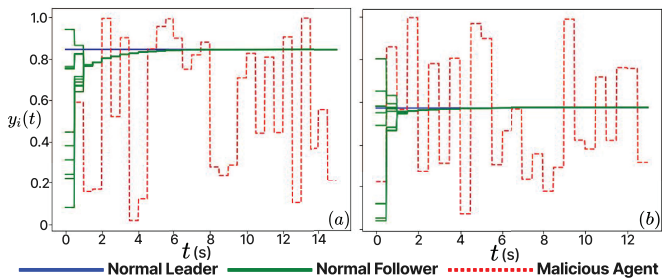 1.0
0.8
0.6
y_i(t)
0.4
0.2
0
0 2 4 6 8 10 12 14
(a)
t (s)
0 2 4 6 8 10 12
(b)
t (s)
Normal Leader Normal Follower Malicious Agent